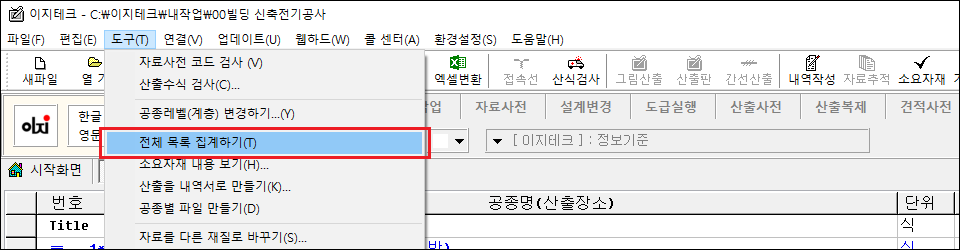 이지테크 - C:₩이지테크₩내작업₩00빌딩 신축전기공사
파일(F) 편집(E) 도구(T) 연결(V) 업데이트(U) 웹하드(W) 콜 센터(A) 환경설정(S) 도움말(H)
새파일 열기 엑셀변환 접속선 산식검사 그림산출 산출판 간선산출 내역작성 자료추적 소요자재
자료사전 코드 검사 (V)
산출수식 검사(C)...
공종레벨(계층) 변경하기...(Y)
전체 목록 집계하기(T)
소요자재 내용 보기(H)...
산출을 내역서로 만들기(K)...
공종별 파일 만들기(D)
자료를 다른 재질로 바꾸기(S)...
한글
영문
자료사전 설계변경 도급실행 산출사전 산출복제 견적사전
[ 이지테크 ] : 정보기준
시작화면
번호 공종명(산출장소) 단위
Title 식
식